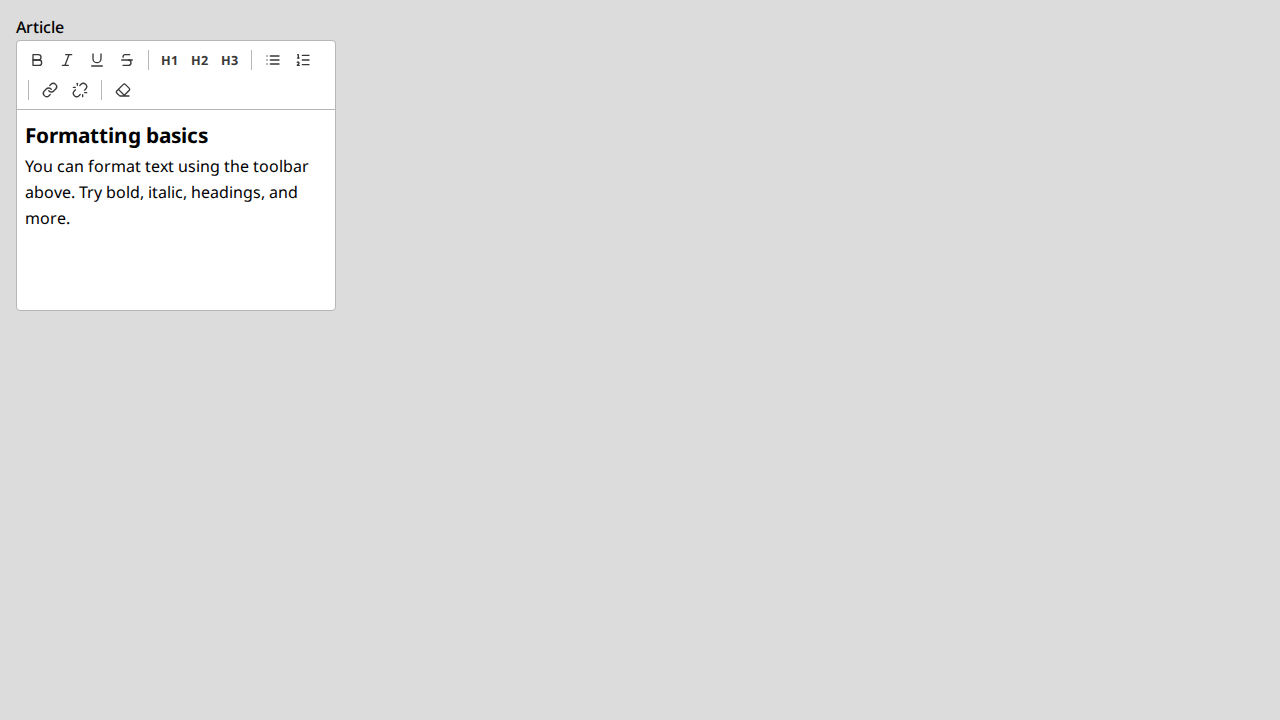 Article
H1 H2 H3
Formatting basics
You can format text using the toolbar
above. Try bold, italic, headings, and
more.